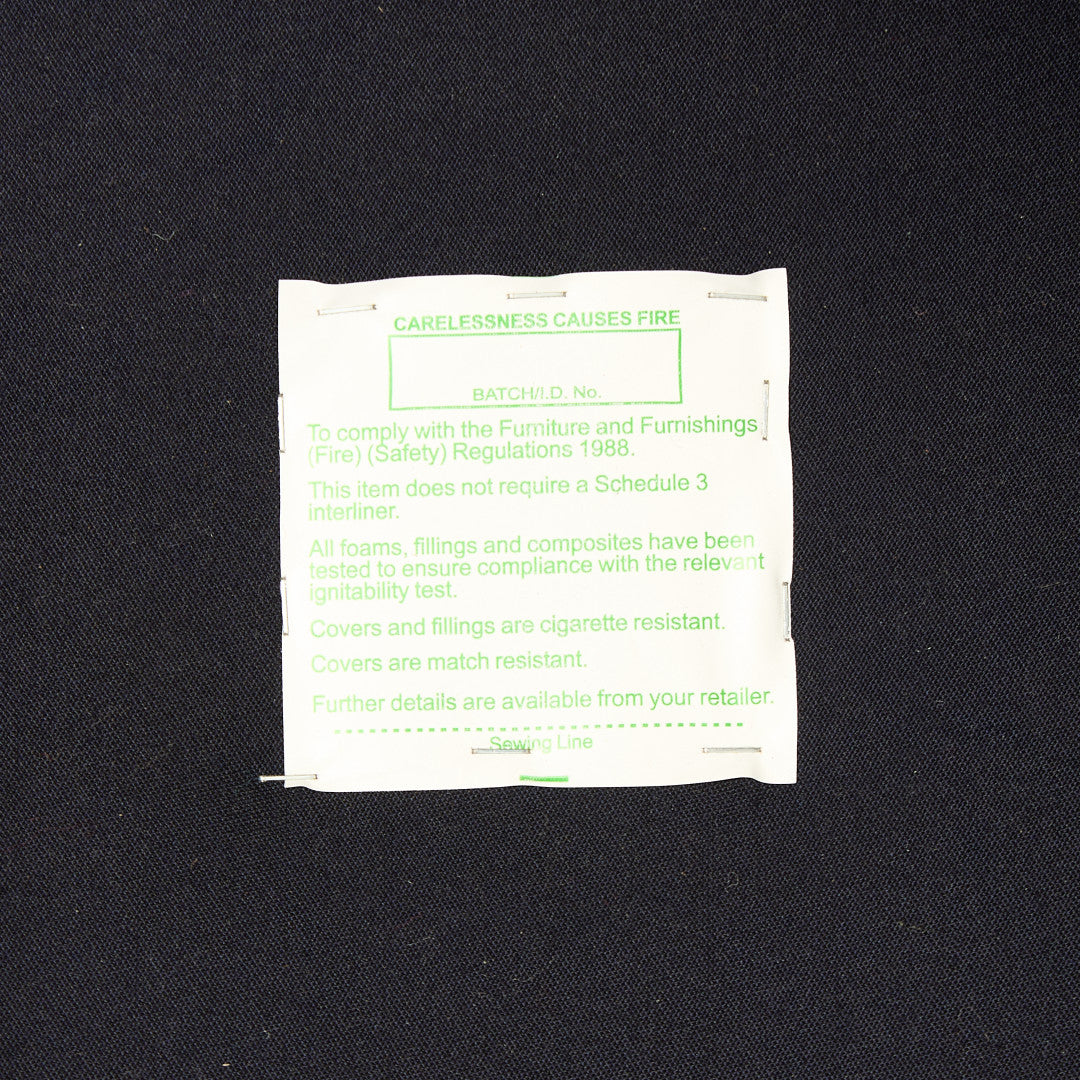 CARELESSNESS CAUSES FIRE
BATCH/I.D. No.
To comply with the Furniture and Furnishings
(Fire) (Safety) Regulations 1988.
This item does not require a Schedule 3
interliner.
All foams, fillings and composites have been
tested to ensure compliance with the relevant
ignitability test.
Covers and fillings are cigarette resistant.
Covers are match resistant.
Further details are available from your retailer.
Sewing Line